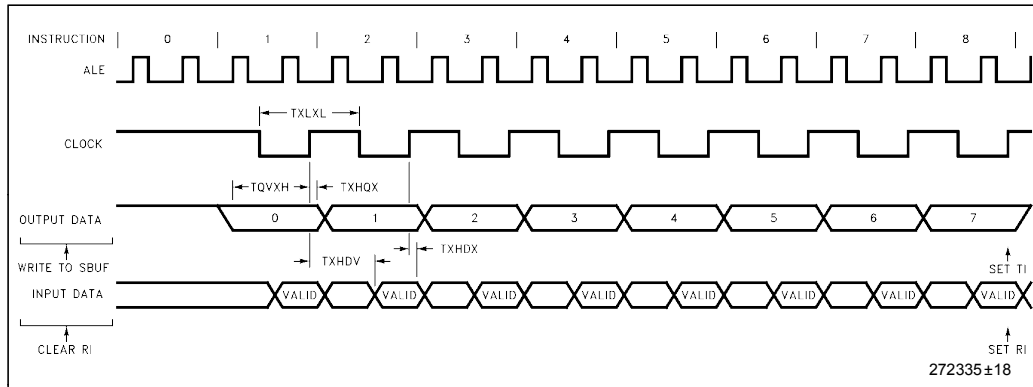 INSTRUCTION | 0 | 1 | 2 | 3 | 4 | 5 | 6 | 7 | 8 |
ALE
TXLXL
CLOCK
TQVXH TXHQX
OUTPUT DATA 0 1 2 3 4 5 6 7
TXHDX
WRITE TO SBUF TXHDV SET TI
INPUT DATA VALID VALID VALID VALID VALID VALID VALID VALID
CLEAR RI SET RI
272335±18